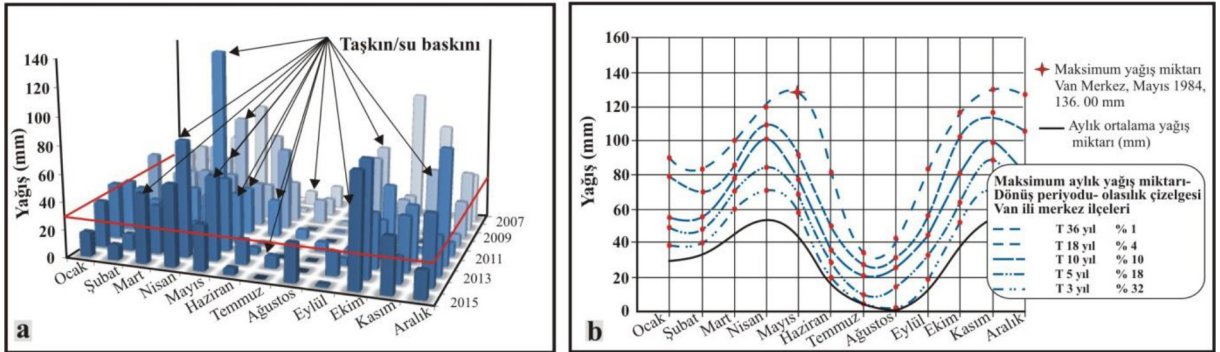 Taşkın/su baskını
Yağış (mm)
140
120
100
80
60
40
20
0
Ocak
Şubat
Mart
Nisan
Mayıs
Haziran
Temmuz
Ağustos
Eylül
Ekim
Kasım
Aralık
2007
2009
2011
2013
2015
a
Yağış (mm)
160
140
120
100
80
60
40
20
0
Ocak
Şubat
Mart
Nisan
Mayıs
Haziran
Temmuz
Ağustos
Eylül
Ekim
Kasım
Aralık
Maksimum yağış miktarı
Van Merkez, Mayıs 1984,
136. 00 mm
Aylık ortalama yağış
miktarı (mm)
Maksimum aylık yağış miktarı-
Dönüş periyodu- olasılık çizelgesi
Van ili merkez ilçeleri
T 36 yıl % 1
T 18 yıl % 4
T 10 yıl % 10
T 5 yıl % 18
T 3 yıl % 32
b